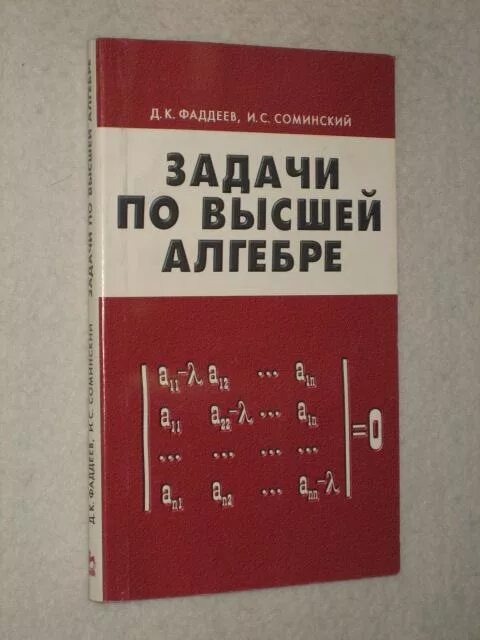 Д. К. ФАДДЕЕВ, И. С. СОМИНСКИЙ
ЗАДАЧИ
ПО ВЫСШЕЙ
АЛГЕБРЕ
a11-λ a12 ... a1n
a11 a22-λ ... a1n
... ... ... ...
an1 an2 ... ann-λ
=0
Д. К. ФАДДЕЕВ, И. С. СОМИНСКИЙ ЗАДАЧИ ПО ВЫСШЕЙ АЛГЕБРЕ